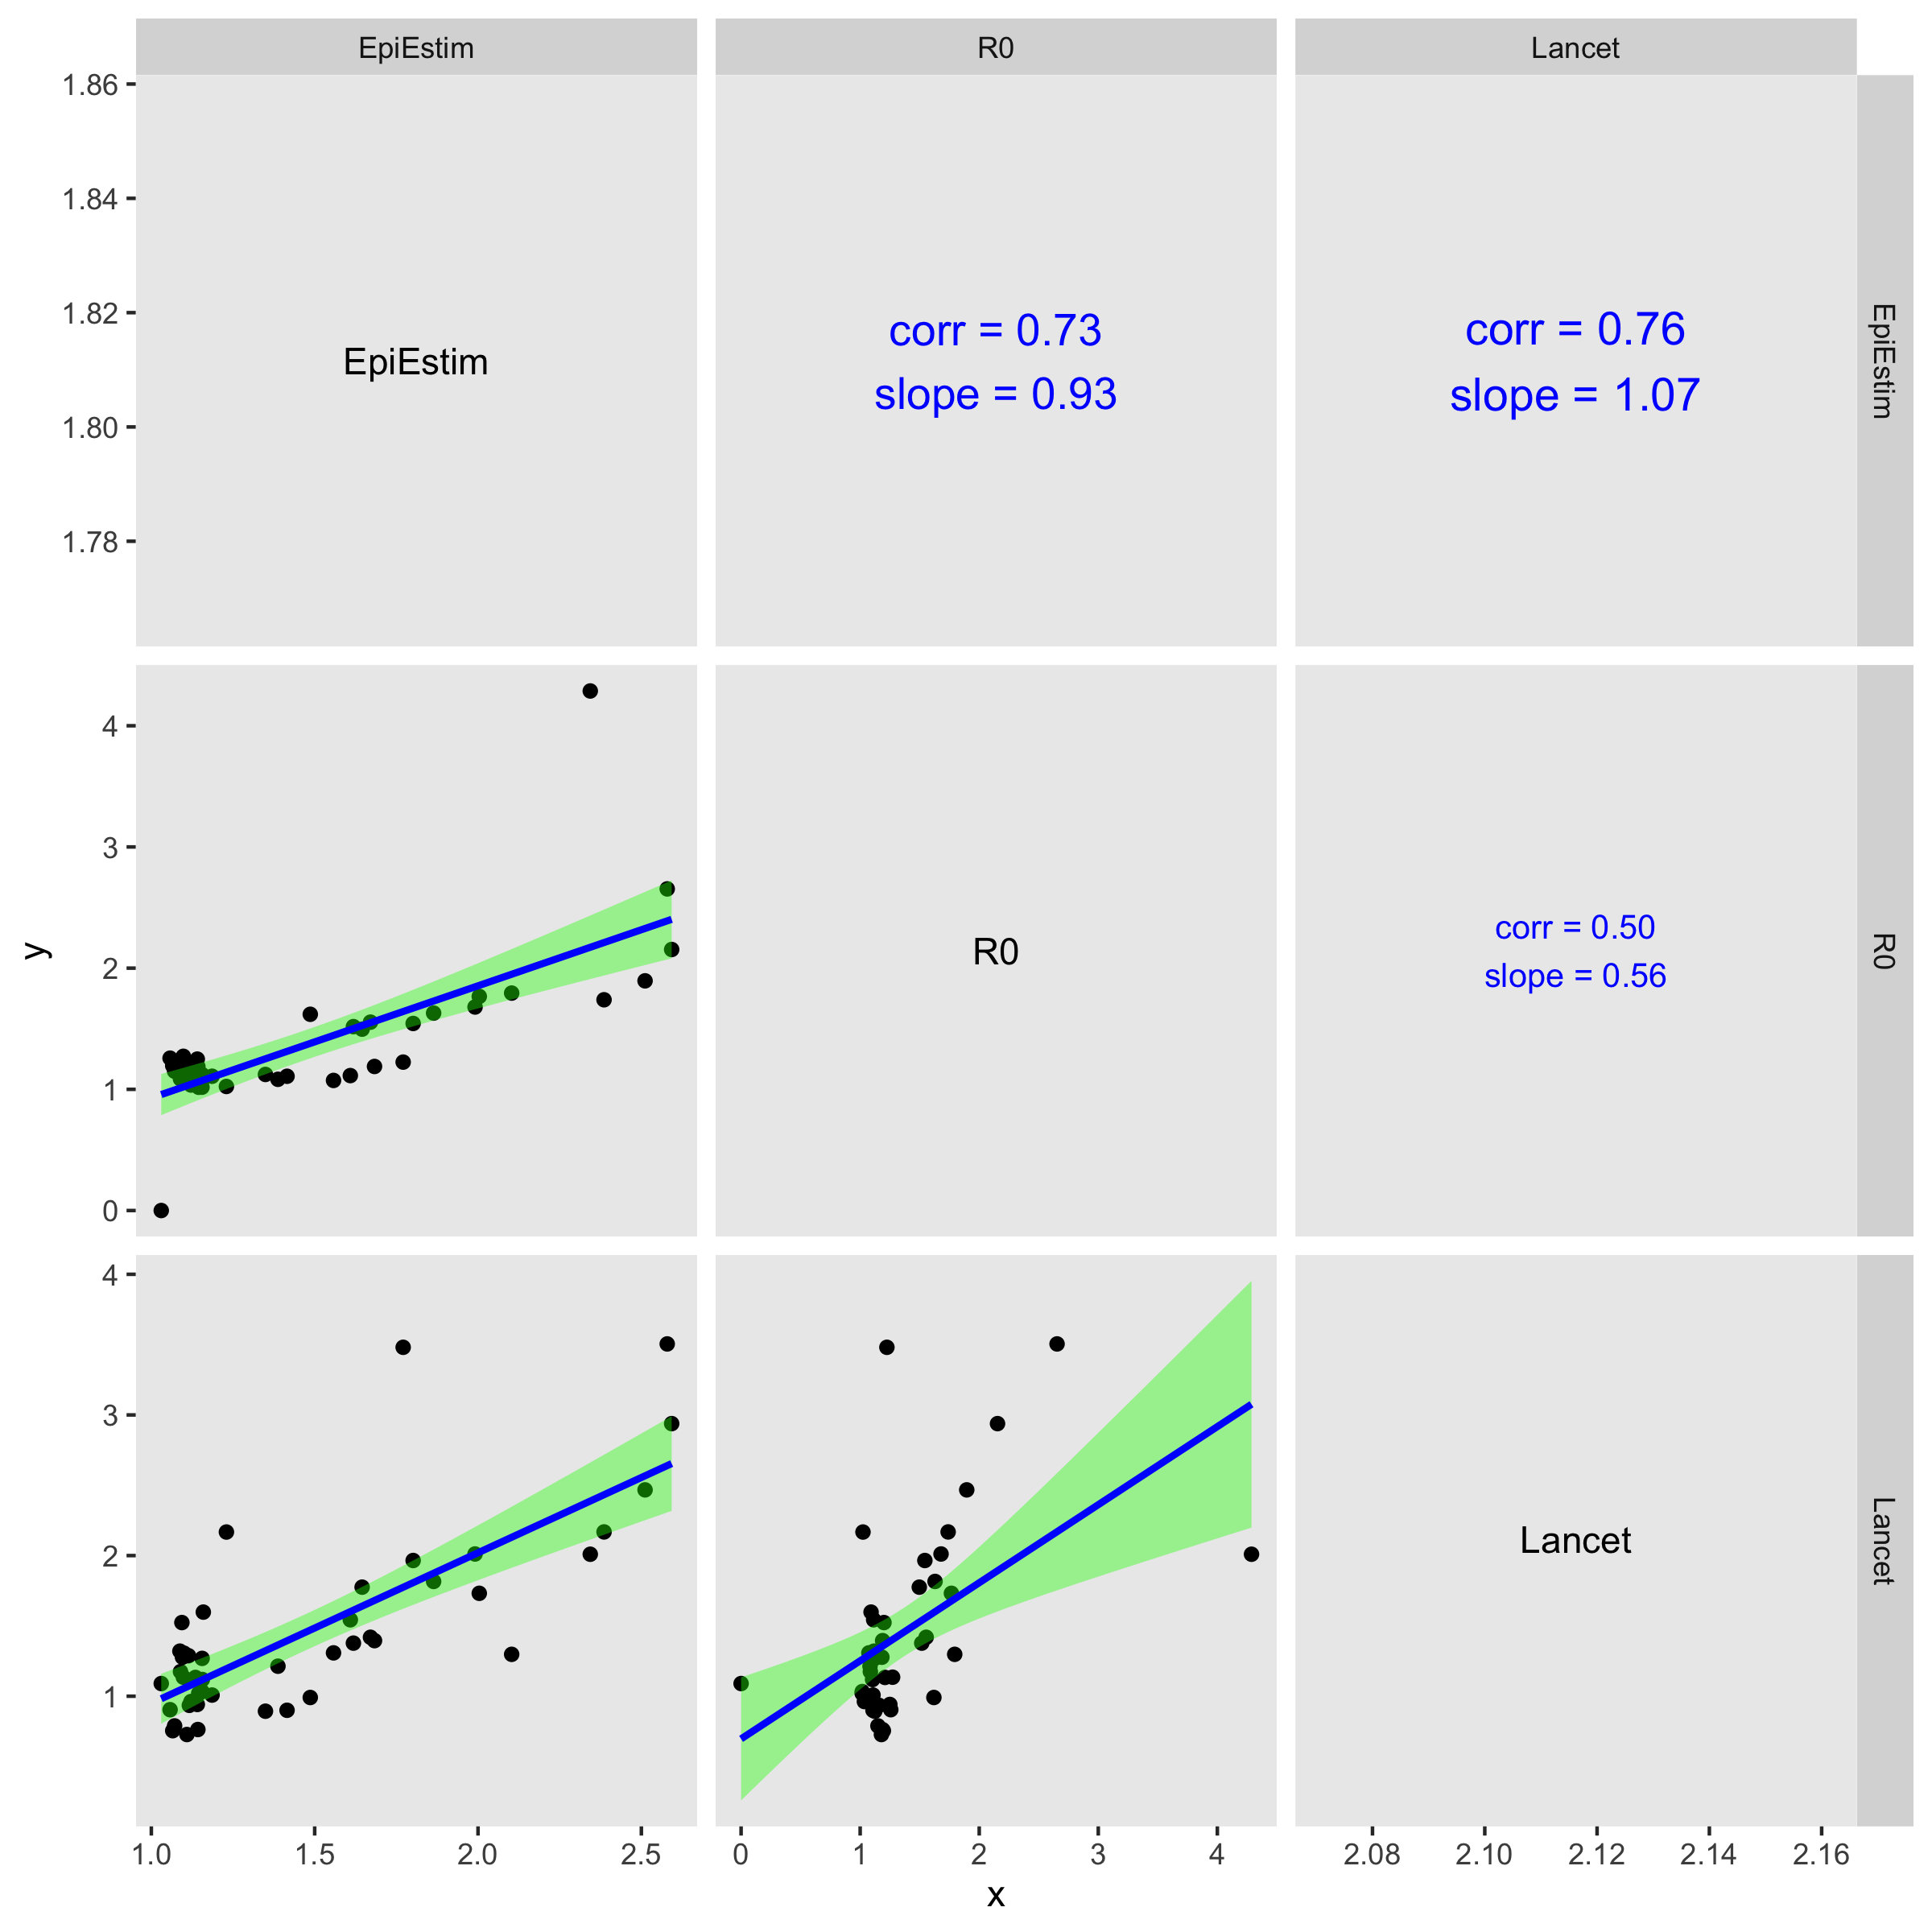 EpiEstim
R0
Lancet
1.86
1.84
1.82
1.80
1.78
EpiEstim
corr = 0.73
slope = 0.93
corr = 0.76
slope = 1.07
EpiEstim
y
4
3
2
1
0
R0
corr = 0.50
slope = 0.56
R0
4
3
2
1
Lancet
Lancet
1.0 1.5 2.0 2.5
0 1 2 3 4
2.08 2.10 2.12 2.14 2.16
x